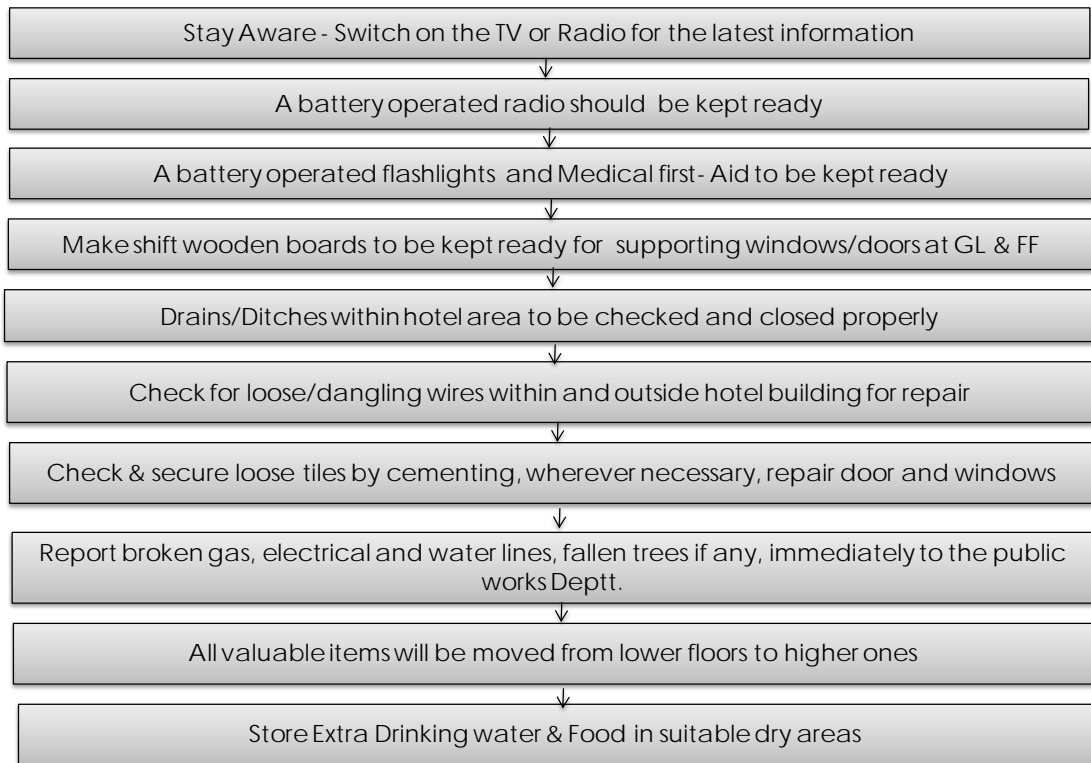 Stay Aware - Switch on the TV or Radio for the latest information
A battery operated radio should be kept ready
A battery operated flashlights and Medical first- Aid to be kept ready
Make shift wooden boards to be kept ready for supporting windows/doors at GL & FF
Drains/Ditches within hotel area to be checked and closed properly
Check for loose/dangling wires within and outside hotel building for repair
Check & secure loose tiles by cementing, wherever necessary, repair door and windows
Report broken gas, electrical and water lines, fallen trees if any, immediately to the public
works Deptt.
All valuable items will be moved from lower floors to higher ones
Store Extra Drinking water & Food in suitable dry areas